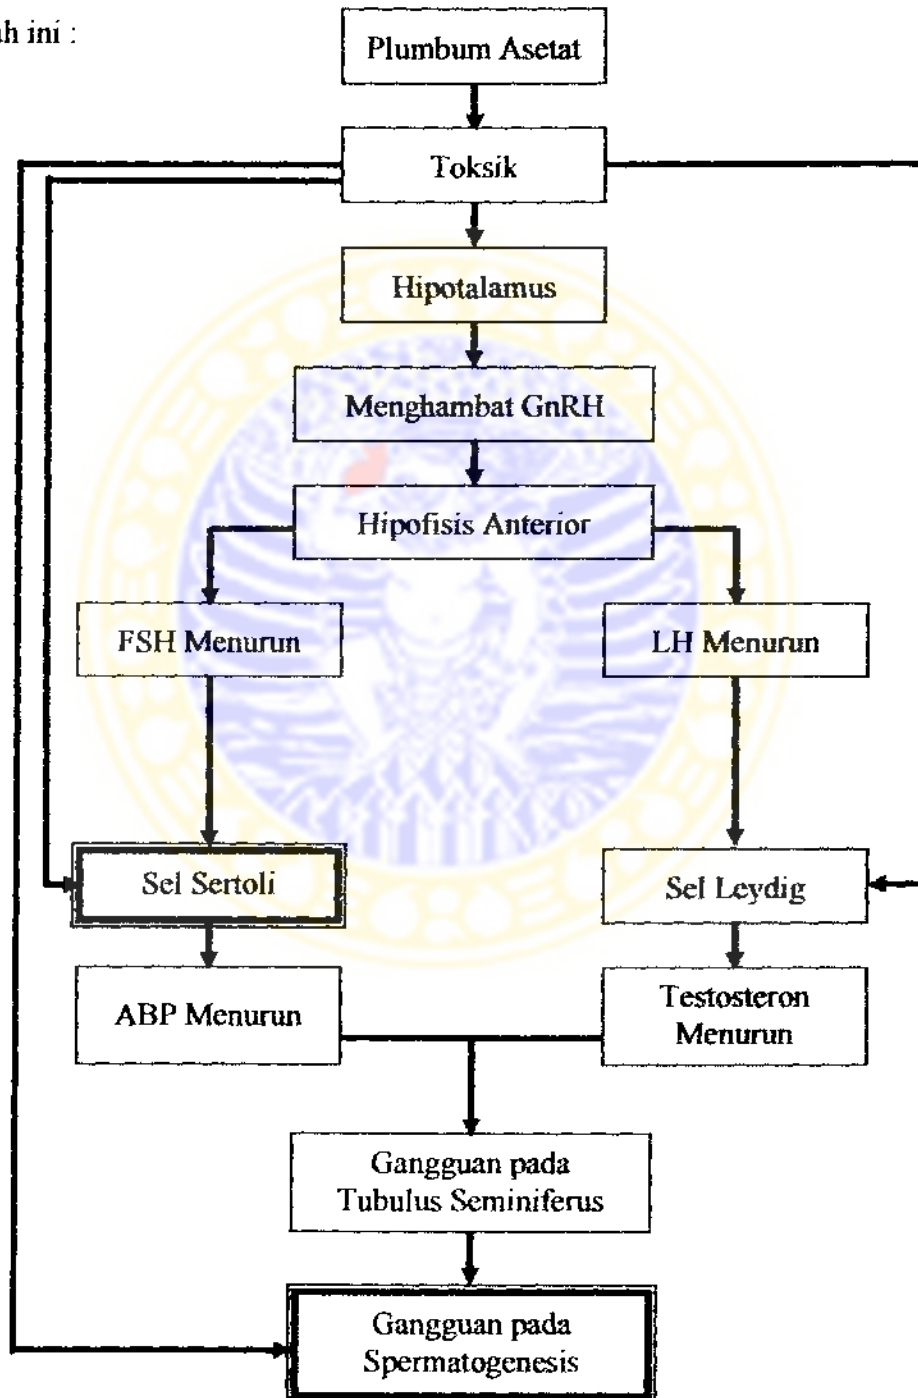 ah ini :
Plumbum Asetat
Toksik
Hipotalamus
Menghambat GnRH
Hipofisis Anterior
FSH Menurun
LH Menurun
Sel Sertoli
Sel Leydig
ABP Menurun
Testosteron
Menurun
Gangguan pada
Tubulus Seminiferus
Gangguan pada
Spermatogenesis